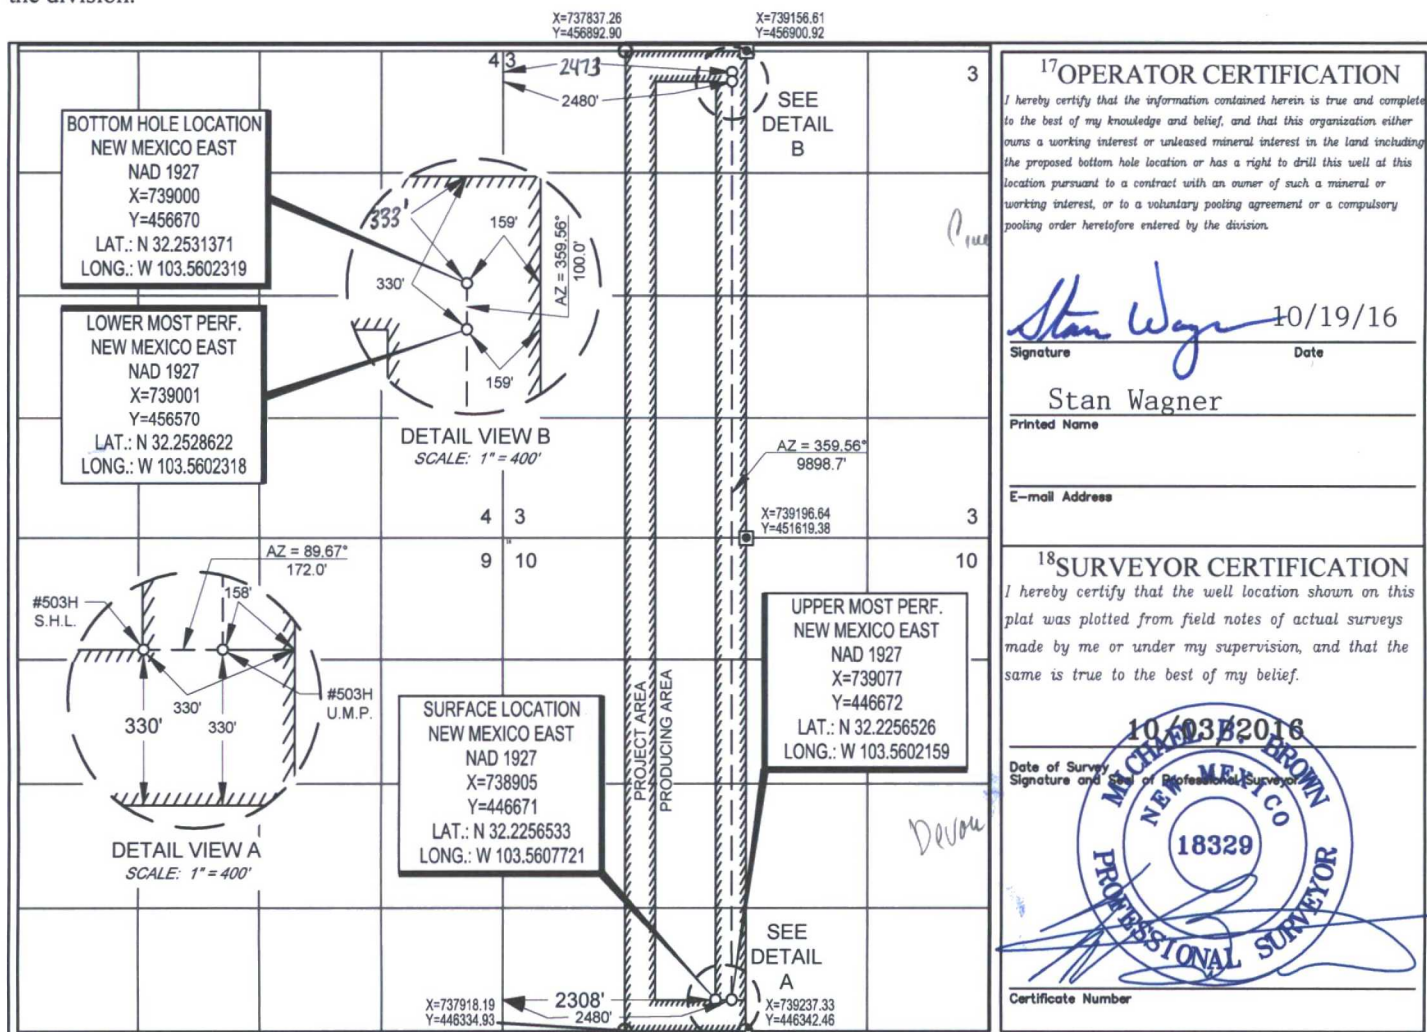 the division.
X=737837.26
Y=456892.90
X=739156.61
Y=456900.92
4 3
2473
2480'
3
SEE
DETAIL
B
BOTTOM HOLE LOCATION
NEW MEXICO EAST
NAD 1927
X=739000
Y=456670
LAT.: N 32.2531371
LONG.: W 103.5602319
LOWER MOST PERF.
NEW MEXICO EAST
NAD 1927
X=739001
Y=456570
LAT.: N 32.2528622
LONG.: W 103.5602318
333'
159'
330'
AZ = 359.56°
100.0'
159'
DETAIL VIEW B
SCALE: 1" = 400'
AZ = 359.56°
9898.7'
X=739196.64
Y=451619.38
4 3
3
9 10
10
AZ = 89.67°
172.0'
#503H
S.H.L.
158'
330'
#503H
U.M.P.
330'
330'
DETAIL VIEW A
SCALE: 1" = 400'
UPPER MOST PERF.
NEW MEXICO EAST
NAD 1927
X=739077
Y=446672
LAT.: N 32.2256526
LONG.: W 103.5602159
SURFACE LOCATION
NEW MEXICO EAST
NAD 1927
X=738905
Y=446671
LAT.: N 32.2256533
LONG.: W 103.5607721
PROJECT AREA
PRODUCING AREA
Devon
SEE
DETAIL
A
X=737918.19
Y=446334.93
2308'
2480'
X=739237.33
Y=446342.46
17 OPERATOR CERTIFICATION
I hereby certify that the information contained herein is true and complete
to the best of my knowledge and belief, and that this organization either
owns a working interest or unleased mineral interest in the land including
the proposed bottom hole location or has a right to drill this well at this
location pursuant to a contract with an owner of such a mineral or
working interest, or to a voluntary pooling agreement or a compulsory
pooling order heretofore entered by the division.
Stan Wagner 10/19/16
Signature Date
Stan Wagner
Printed Name
E-mail Address
18 SURVEYOR CERTIFICATION
I hereby certify that the well location shown on this
plat was plotted from field notes of actual surveys
made by me or under my supervision, and that the
same is true to the best of my belief.
10/03/2016
Date of Survey
Signature and Seal of Professional Surveyor:
MICHAEL B. BROWN
NEW MEXICO
18329
PROFESSIONAL SURVEYOR
Certificate Number